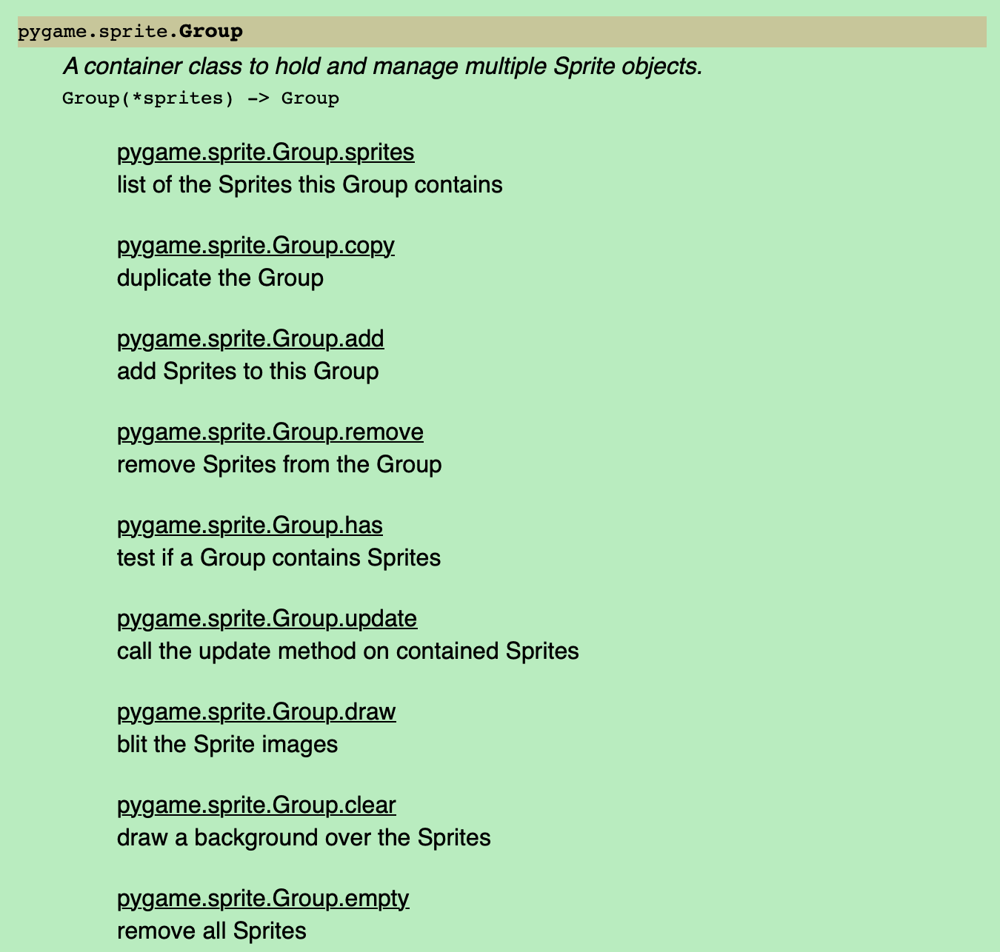 pygame.sprite.Group
A container class to hold and manage multiple Sprite objects.
Group(*sprites) -> Group
pygame.sprite.Group.sprites
list of the Sprites this Group contains
pygame.sprite.Group.copy
duplicate the Group
pygame.sprite.Group.add
add Sprites to this Group
pygame.sprite.Group.remove
remove Sprites from the Group
pygame.sprite.Group.has
test if a Group contains Sprites
pygame.sprite.Group.update
call the update method on contained Sprites
pygame.sprite.Group.draw
blit the Sprite images
pygame.sprite.Group.clear
draw a background over the Sprites
pygame.sprite.Group.empty
remove all Sprites